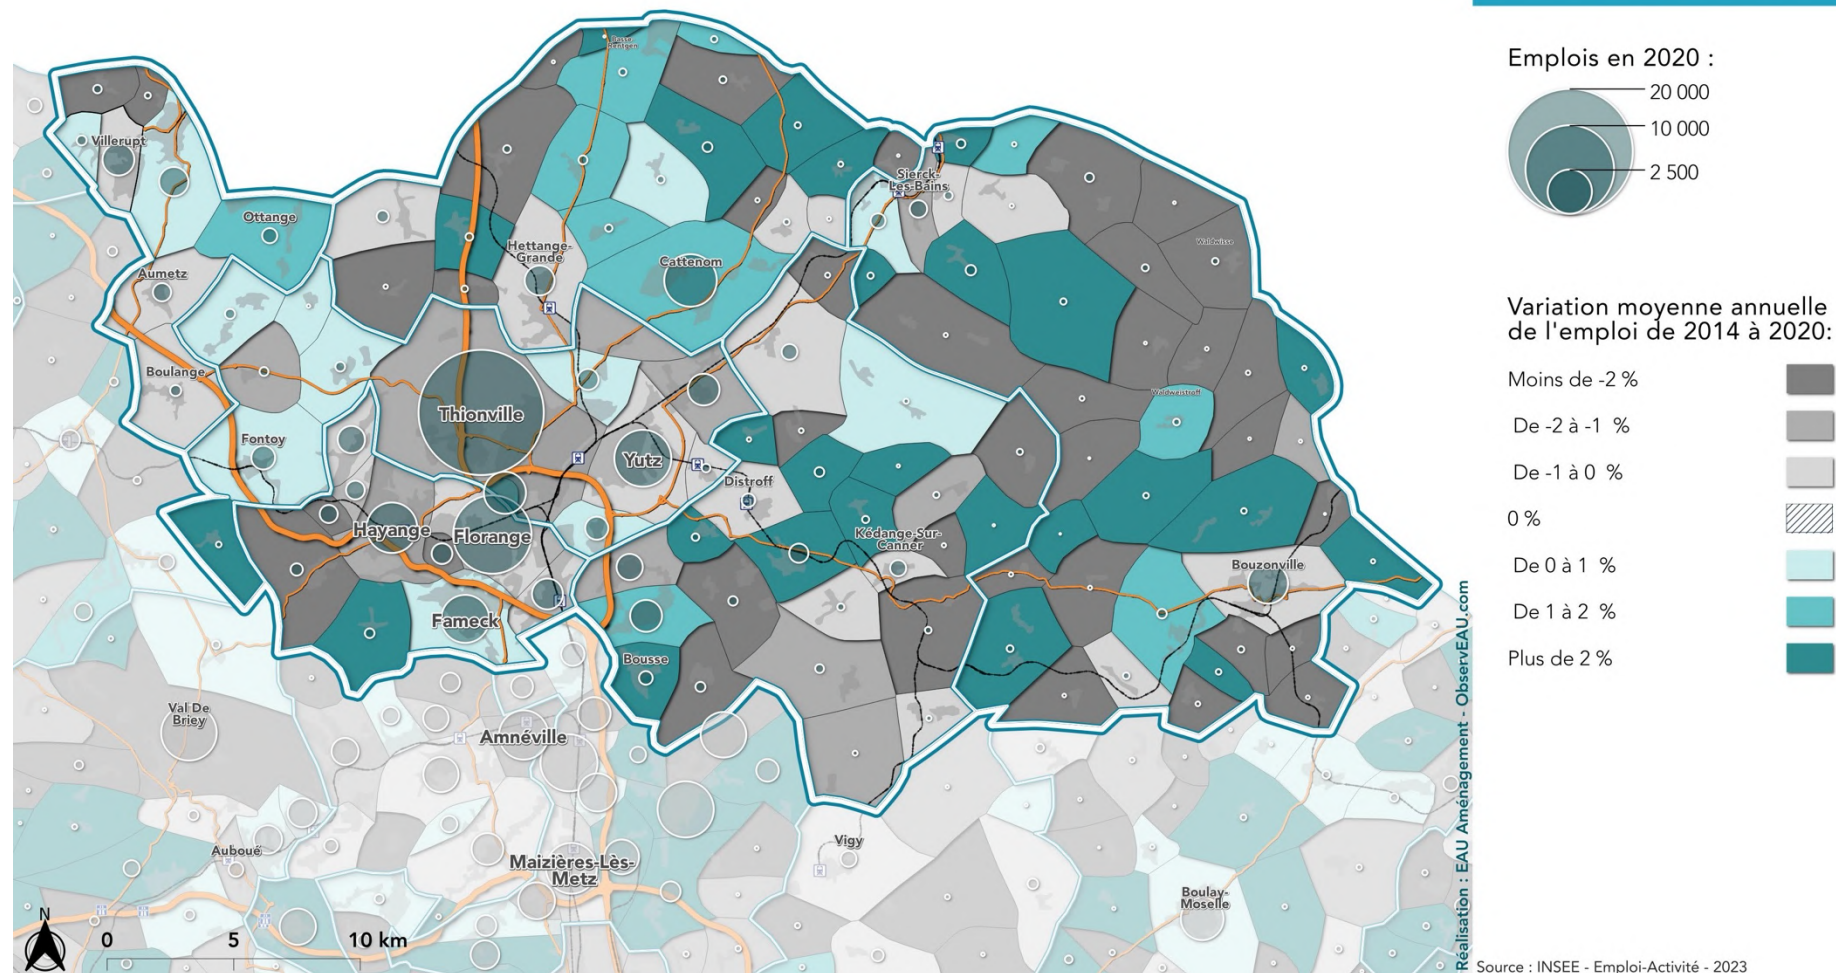 Basse-
Rentgen
Villerupt
Sierck-
Les-Bains
Ottange
Hettange-
Grande
Waldwisse
Cattenom
Aumetz
Boulange
Waldweistroff
Thionville
Fontoy
Yutz
Distroff
Hayange
Florange
Kédange-Sur-
Canner
Bouzonville
Fameck
Bousse
Val De
Briey
Amnéville
Auboué
Vigy
Maizières-Lès-
Metz
Boulay-
Moselle
N
0 5 10 km
Réalisation : EAU Aménagement - ObservEAU.com
Emplois en 2020 :
20 000
10 000
2 500
Variation moyenne annuelle
de l'emploi de 2014 à 2020:
Moins de -2 %
De -2 à -1 %
De -1 à 0 %
0 %
De 0 à 1 %
De 1 à 2 %
Plus de 2 %
Source : INSEE - Emploi-Activité - 2023